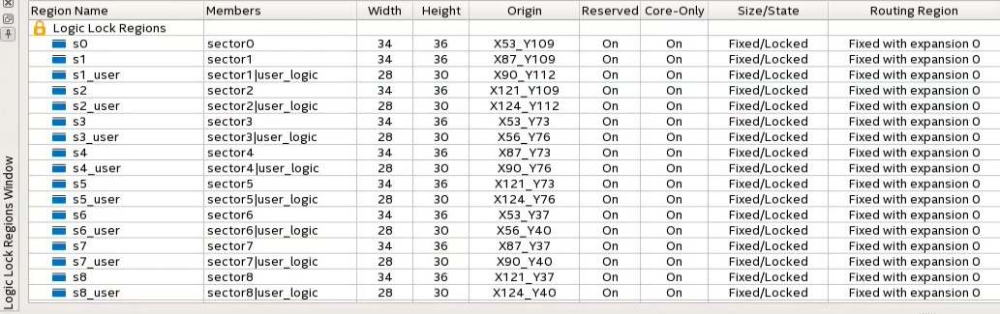 Region Name Members Width Height Origin Reserved Core-Only Size/State Routing Region
Logic Lock Regions
s0 sector0 34 36 X53_Y109 On On Fixed/Locked Fixed with expansion 0
s1 sector1 34 36 X87_Y109 On On Fixed/Locked Fixed with expansion 0
s1_user sector1|user_logic 28 30 X90_Y112 On On Fixed/Locked Fixed with expansion 0
s2 sector2 34 36 X121_Y109 On On Fixed/Locked Fixed with expansion 0
s2_user sector2|user_logic 28 30 X124_Y112 On On Fixed/Locked Fixed with expansion 0
s3 sector3 34 36 X53_Y73 On On Fixed/Locked Fixed with expansion 0
s3_user sector3|user_logic 28 30 X56_Y76 On On Fixed/Locked Fixed with expansion 0
s4 sector4 34 36 X87_Y73 On On Fixed/Locked Fixed with expansion 0
s4_user sector4|user_logic 28 30 X90_Y76 On On Fixed/Locked Fixed with expansion 0
s5 sector5 34 36 X121_Y73 On On Fixed/Locked Fixed with expansion 0
s5_user sector5|user_logic 28 30 X124_Y76 On On Fixed/Locked Fixed with expansion 0
s6 sector6 34 36 X53_Y37 On On Fixed/Locked Fixed with expansion 0
s6_user sector6|user_logic 28 30 X56_Y40 On On Fixed/Locked Fixed with expansion 0
s7 sector7 34 36 X87_Y37 On On Fixed/Locked Fixed with expansion 0
s7_user sector7|user_logic 28 30 X90_Y40 On On Fixed/Locked Fixed with expansion 0
s8 sector8 34 36 X121_Y37 On On Fixed/Locked Fixed with expansion 0
s8_user sector8|user_logic 28 30 X124_Y40 On On Fixed/Locked Fixed with expansion 0
Logic Lock Regions Window